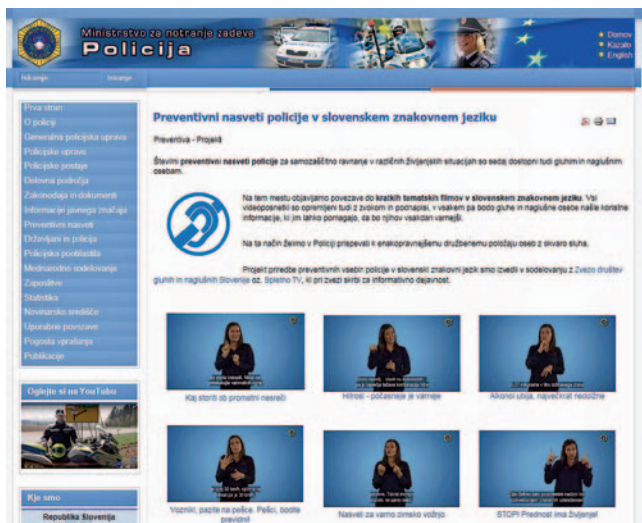 Ministrstvo za notranje zadeve
Policija
Domov
Kazalo
English
Iskanje
Prva stran
O policiji
Generalna policijska uprava
Policijske uprave
Policijske postaje
Delovna področja
Zakonodaja in dokumenti
Informacije javnega značaja
Preventivni nasveti
Državljani in policija
Policijska pooblastila
Mednarodno sodelovanje
Zaposlitve
Statistika
Novinarsko središče
Uporabne povezave
Pogosta vprašanja
Publikacije
Oglejte si na YouTubu
Kje smo
Republika Slovenija
Preventivni nasveti policije v slovenskem znakovnem jeziku
Preventiva - Projekti
Številni preventivni nasveti policije za samozaščitno ravnanje v različnih življenjskih situacijah so sedaj dostopni tudi gluhim in naglušnim
osebam.
Na tem mestu objavljamo povezave do kratkih tematskih filmov v slovenskem znakovnem jeziku. Vsi
videoposnetki so opremljeni tudi z zvokom in podnapisi, v vsakem pa bodo gluhe in naglušne osebe našle koristne
informacije, ki jim lahko pomagajo, da bo njihov vsakdan varnejši.
Na ta način želimo v Policiji prispevati k enakopravnejšemu družbenemu položaju oseb z okvaro sluha.
Projekt priredbe preventivnih vsebin policije v slovenski znakovni jezik smo izvedli v sodelovanju z Zvezo društev
gluhih in naglušnih Slovenije oz. Spletno TV, ki pri zvezi skrbi za informativno dejavnost.
Kaj storiti ob prometni nesreči
Hitrost - počasneje je varneje
Alkohol ubija, največkrat nedolžne
Vozniki, pazite na pešce. Pešci, bodite
previdni!
Nasveti za varno zimsko vožnjo
STOP! Prednost ima življenje!